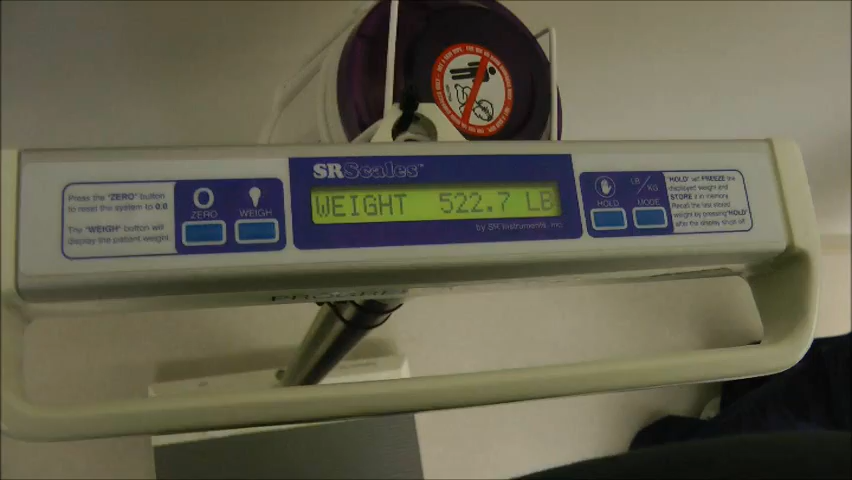 SRScales™
Press the "ZERO" button
to reset the system to 0.0
The "WEIGH" button will
display the patient weight.
O
ZERO
WEIGH
WEIGHT 522.7 LB
by SR Instruments, Inc.
HOLD
LB/KG
MODE
"HOLD" will FREEZE the
displayed weight and
STORE it in memory.
Recall the last stored
weight by pressing "HOLD"
after the display shuts off.